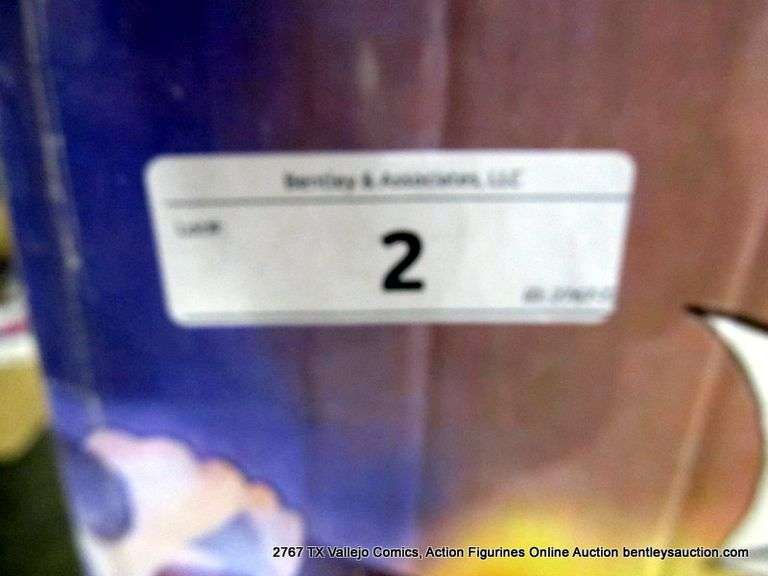 Bentley & Associates, LLC
Lot#
2
2767 TX Vallejo Comics, Action Figurines Online Auction bentleysauction.com